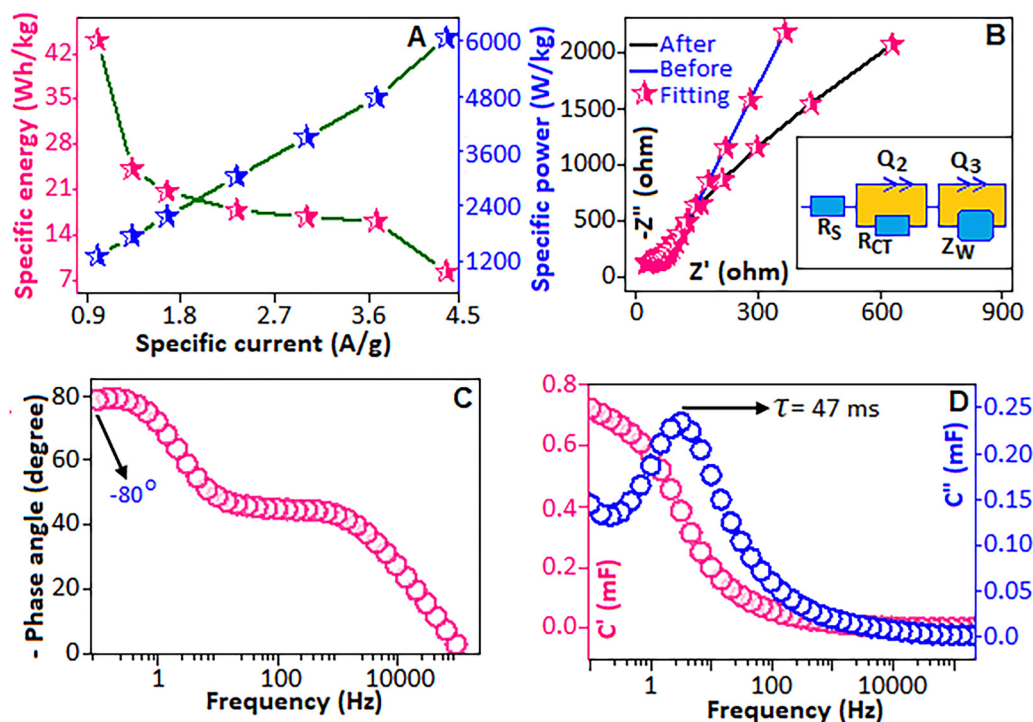 A
Specific energy (Wh/kg)
42
35
28
21
14
7
Specific power (W/kg)
6000
4800
3600
2400
1200
0.9 1.8 2.7 3.6 4.5
Specific current (A/g)
B
After
Before
Fitting
-Z" (ohm)
2000
1500
1000
500
0
Q2 Q3
RS RCT ZW
Z' (ohm)
0 300 600 900
C
- Phase angle (degree)
80
60
40
20
0
-80°
1 100 10000
Frequency (Hz)
D
τ = 47 ms
C' (mF)
0.8
0.6
0.4
0.2
0.0
C" (mF)
0.25
0.20
0.15
0.10
0.05
0.0
1 100 10000
Frequency (Hz)